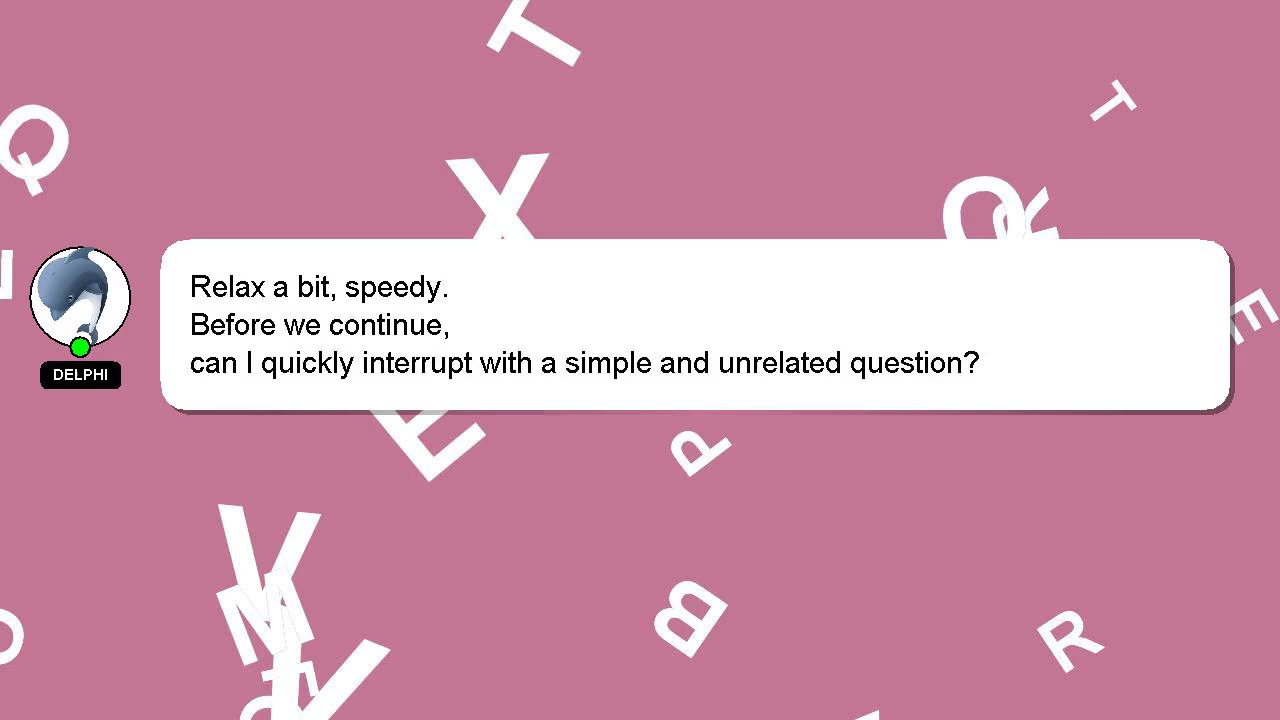 T
T
Q
X
Q
R
Relax a bit, speedy.
Before we continue,
can I quickly interrupt with a simple and unrelated question?
DELPHI
E
E
P
V
M
B
R
V